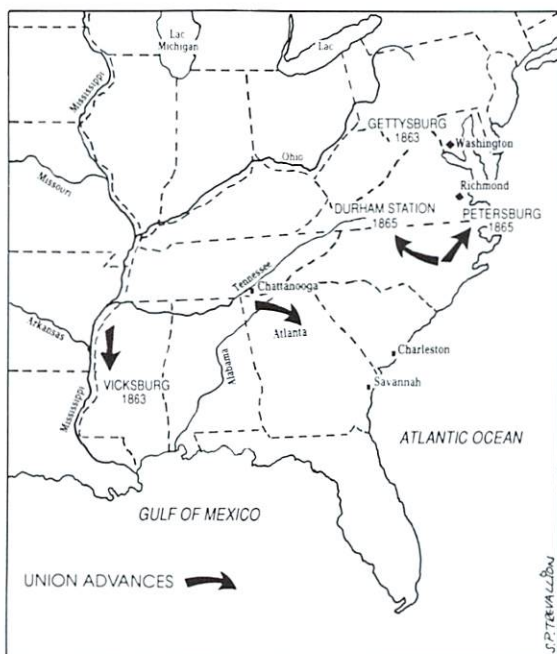 Lac
Michigan
Lac
Mississippi
GETTYSBURG
1863
Washington
Ohio
Missouri
Richmond
DURHAM STATION
1865
PETERSBURG
1865
Tennessee
Chattanooga
Arkansas
Atlanta
Alabama
Charleston
VICKSBURG
1863
Savannah
Mississippi
ATLANTIC OCEAN
GULF OF MEXICO
UNION ADVANCES
S.P. TREVALLION